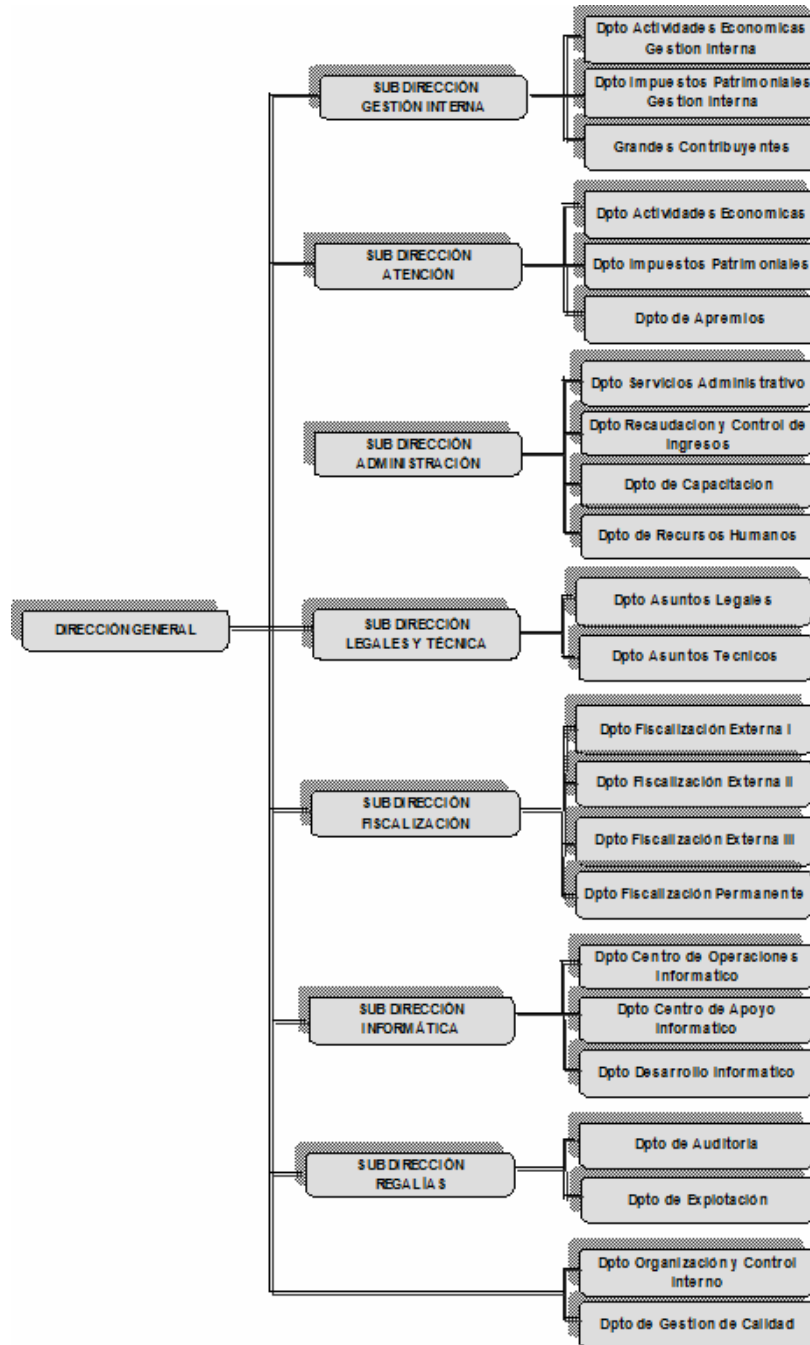 Dpto Actividades Economicas
Gestion Interna
SUB DIRECCIÓN
GESTIÓN INTERNA
Dpto Impuestos Patrimoniales
Gestion Interna
Grandes Contribuyentes
Dpto Actividades Economicas
SUB DIRECCIÓN
ATENCIÓN
Dpto Impuestos Patrimoniales
Dpto de Apremios
Dpto Servicios Administrativo
SUB DIRECCIÓN
ADMINISTRACIÓN
Dpto Recaudacion y Control de
Ingresos
Dpto de Capacitacion
Dpto de Recursos Humanos
DIRECCIÓN GENERAL
SUB DIRECCIÓN
LEGALES Y TÉCNICA
Dpto Asuntos Legales
Dpto Asuntos Tecnicos
Dpto Fiscalización Externa I
Dpto Fiscalización Externa II
SUB DIRECCIÓN
FISCALIZACIÓN
Dpto Fiscalización Externa III
Dpto Fiscalización Permanente
Dpto Centro de Operaciones
Informatico
SUB DIRECCIÓN
INFORMÁTICA
Dpto Centro de Apoyo
Informatico
Dpto Desarrollo Informatico
Dpto de Auditoria
SUB DIRECCIÓN
REGALÍAS
Dpto de Explotación
Dpto Organización y Control
Interno
Dpto de Gestion de Calidad